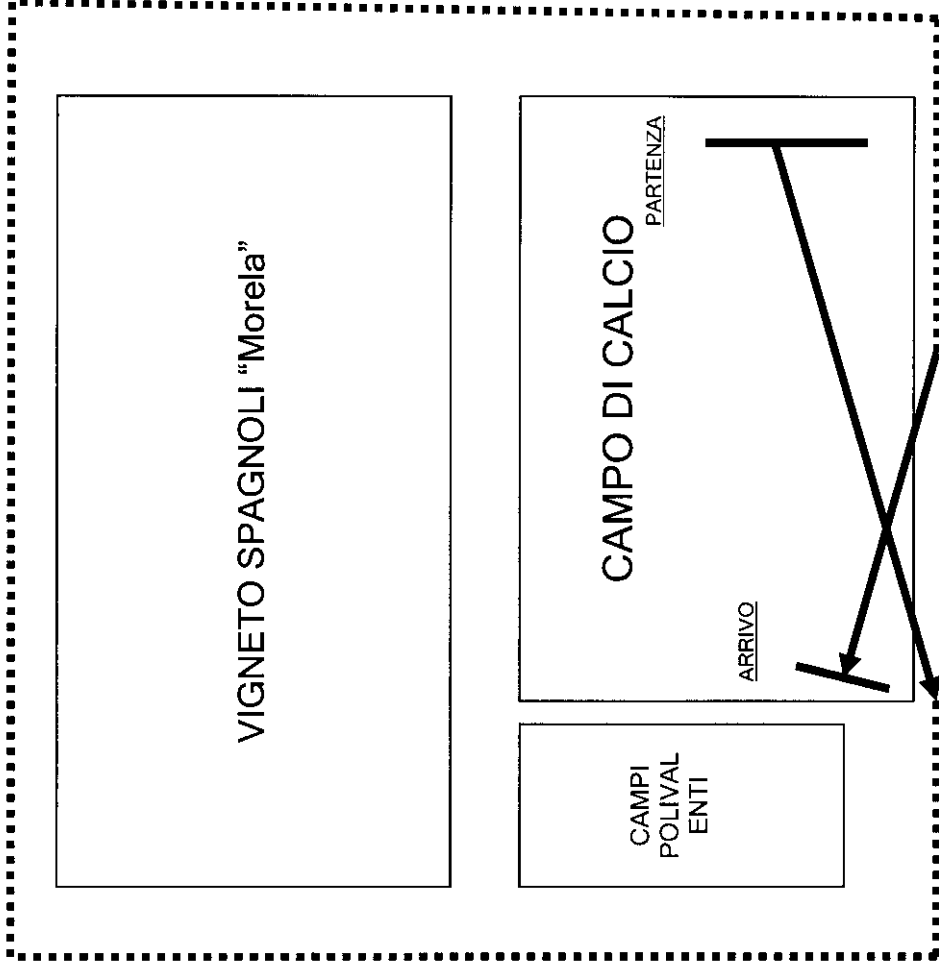 VIGNETO SPAGNOLI “Morela”
CAMPO DI CALCIO
PARTENZA
ARRIVO
CAMPI
POLIVAL
ENTI